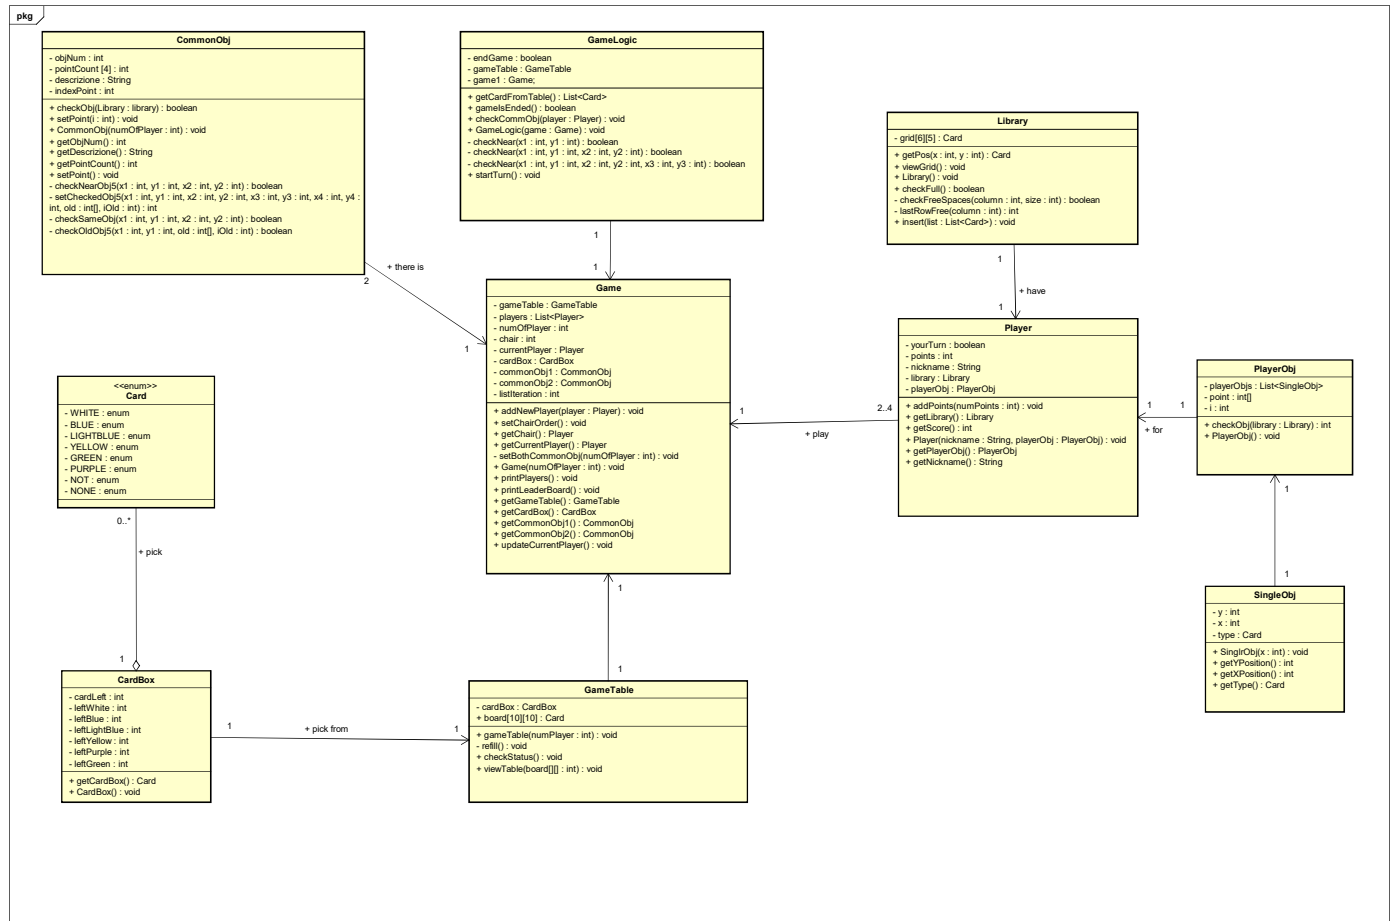 pkg
CommonObj
- objNum : int
- pointCount [4] : int
- descrizione : String
- indexPoint : int
+ checkObj(Library : library) : boolean
+ setPoint(i : int) : void
+ CommonObj(numOfPlayer : int) : void
+ getObjNum() : int
+ getDescrizione() : String
+ getPointCount() : int
+ setPoint() : void
- checkNearObj5(x1 : int, y1 : int, x2 : int, y2 : int) : boolean
- setCheckedObj5(x1 : int, y1 : int, x2 : int, y2 : int, x3 : int, y3 : int, x4 : int, y4 :
int, old : int[], iOld : int) : int
- checkSameObj(x1 : int, y1 : int, x2 : int, y2 : int) : boolean
- checkOldObj5(x1 : int, y1 : int, old : int[], iOld : int) : boolean
GameLogic
- endGame : boolean
- gameTable : GameTable
- game1 : Game;
+ getCardFromTable() : List<Card>
+ gameIsEnded() : boolean
+ checkCommObj(player : Player) : void
+ GameLogic(game : Game) : void
- checkNear(x1 : int, y1 : int) : boolean
- checkNear(x1 : int, y1 : int, x2 : int, y2 : int) : boolean
- checkNear(x1 : int, y1 : int, x2 : int, y2 : int, x3 : int, y3 : int) : boolean
+ startTurn() : void
Library
- grid[6][5] : Card
+ getPos(x : int, y : int) : Card
+ viewGrid() : void
+ Library() : void
+ checkFull() : boolean
- checkFreeSpaces(column : int, size : int) : boolean
- lastRowFree(column : int) : int
+ insert(list : List<Card>) : void
1
1
+ there is
2
1
1
+ have
1
Game
- gameTable : GameTable
- players : List<Player>
- numOfPlayer : int
- chair : int
- currentPlayer : Player
- cardBox : CardBox
- commonObj1 : CommonObj
- commonObj2 : CommonObj
- listIteration : int
+ addNewPlayer(player : Player) : void
+ setChairOrder() : void
+ getChair() : Player
+ getCurrentPlayer() : Player
- setBothCommonObj(numOfPlayer : int) : void
+ Game(numOfPlayer : int) : void
+ printPlayers() : void
+ printLeaderBoard() : void
+ getGameTable() : GameTable
+ getCardBox() : CardBox
+ getCommonObj1() : CommonObj
+ getCommonObj2() : CommonObj
+ updateCurrentPlayer() : void
Player
- yourTurn : boolean
- points : int
- nickname : String
- library : Library
- playerObj : PlayerObj
+ addPoints(numPoints : int) : void
+ getLibrary() : Library
+ getScore() : int
+ Player(nickname : String, playerObj : PlayerObj) : void
+ getPlayerObj() : PlayerObj
+ getNickname() : String
PlayerObj
- playerObjs : List<SingleObj>
- point : int[]
- i : int
+ checkObj(library : Library) : int
+ PlayerObj() : void
1
2..4
+ play
1
1
+ for
<<enum>>
Card
- WHITE : enum
- BLUE : enum
- LIGHTBLUE : enum
- YELLOW : enum
- GREEN : enum
- PURPLE : enum
- NOT : enum
- NONE : enum
0..*
+ pick
1
1
1
1
1
SingleObj
- y : int
- x : int
- type : Card
+ SinglrObj(x : int) : void
+ getYPosition() : int
+ getXPosition() : int
+ getType() : Card
CardBox
- cardLeft : int
- leftWhite : int
- leftBlue : int
- leftLightBlue : int
- leftYellow : int
- leftPurple : int
- leftGreen : int
+ getCardBox() : Card
+ CardBox() : void
1
+ pick from
1
GameTable
- cardBox : CardBox
+ board[10][10] : Card
+ gameTable(numPlayer : int) : void
- refill() : void
+ checkStatus() : void
+ viewTable(board[][] : int) : void